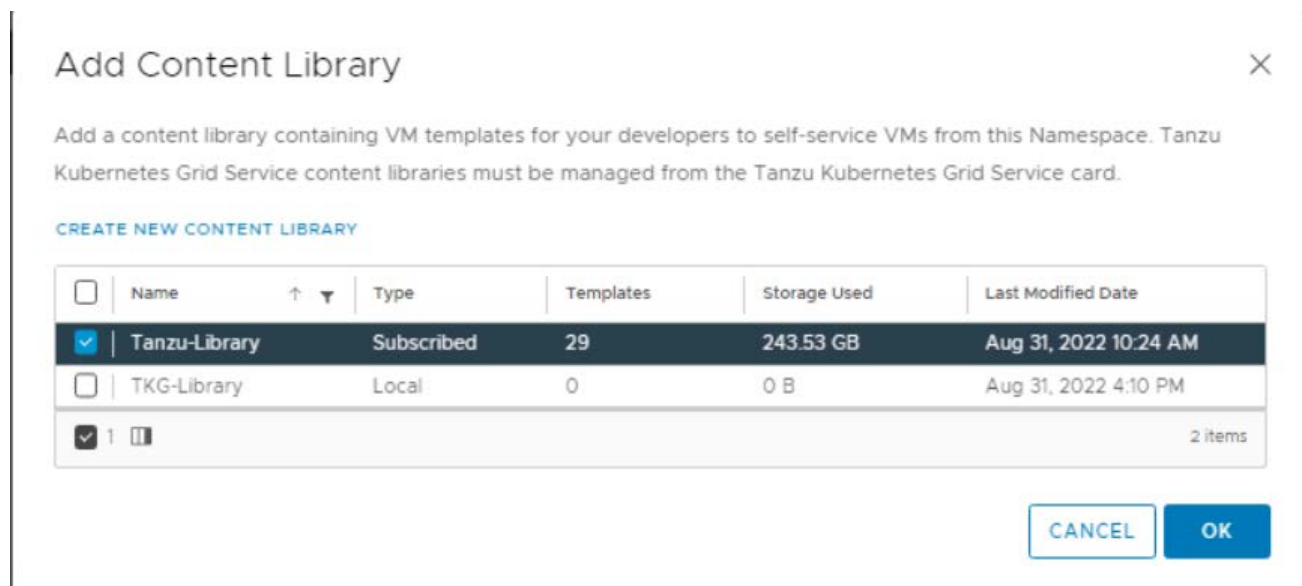 Add Content Library
Add a content library containing VM templates for your developers to self-service VMs from this Namespace. Tanzu
Kubernetes Grid Service content libraries must be managed from the Tanzu Kubernetes Grid Service card.
CREATE NEW CONTENT LIBRARY
Name Type Templates Storage Used Last Modified Date
Tanzu-Library Subscribed 29 243.53 GB Aug 31, 2022 10:24 AM
TKG-Library Local 0 0 B Aug 31, 2022 4:10 PM
1 2 items
CANCEL OK